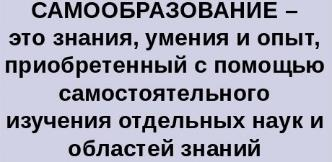 САМООБРАЗОВАНИЕ –
это знания, умения и опыт,
приобретенный с помощью
самостоятельного
изучения отдельных наук и
областей знаний